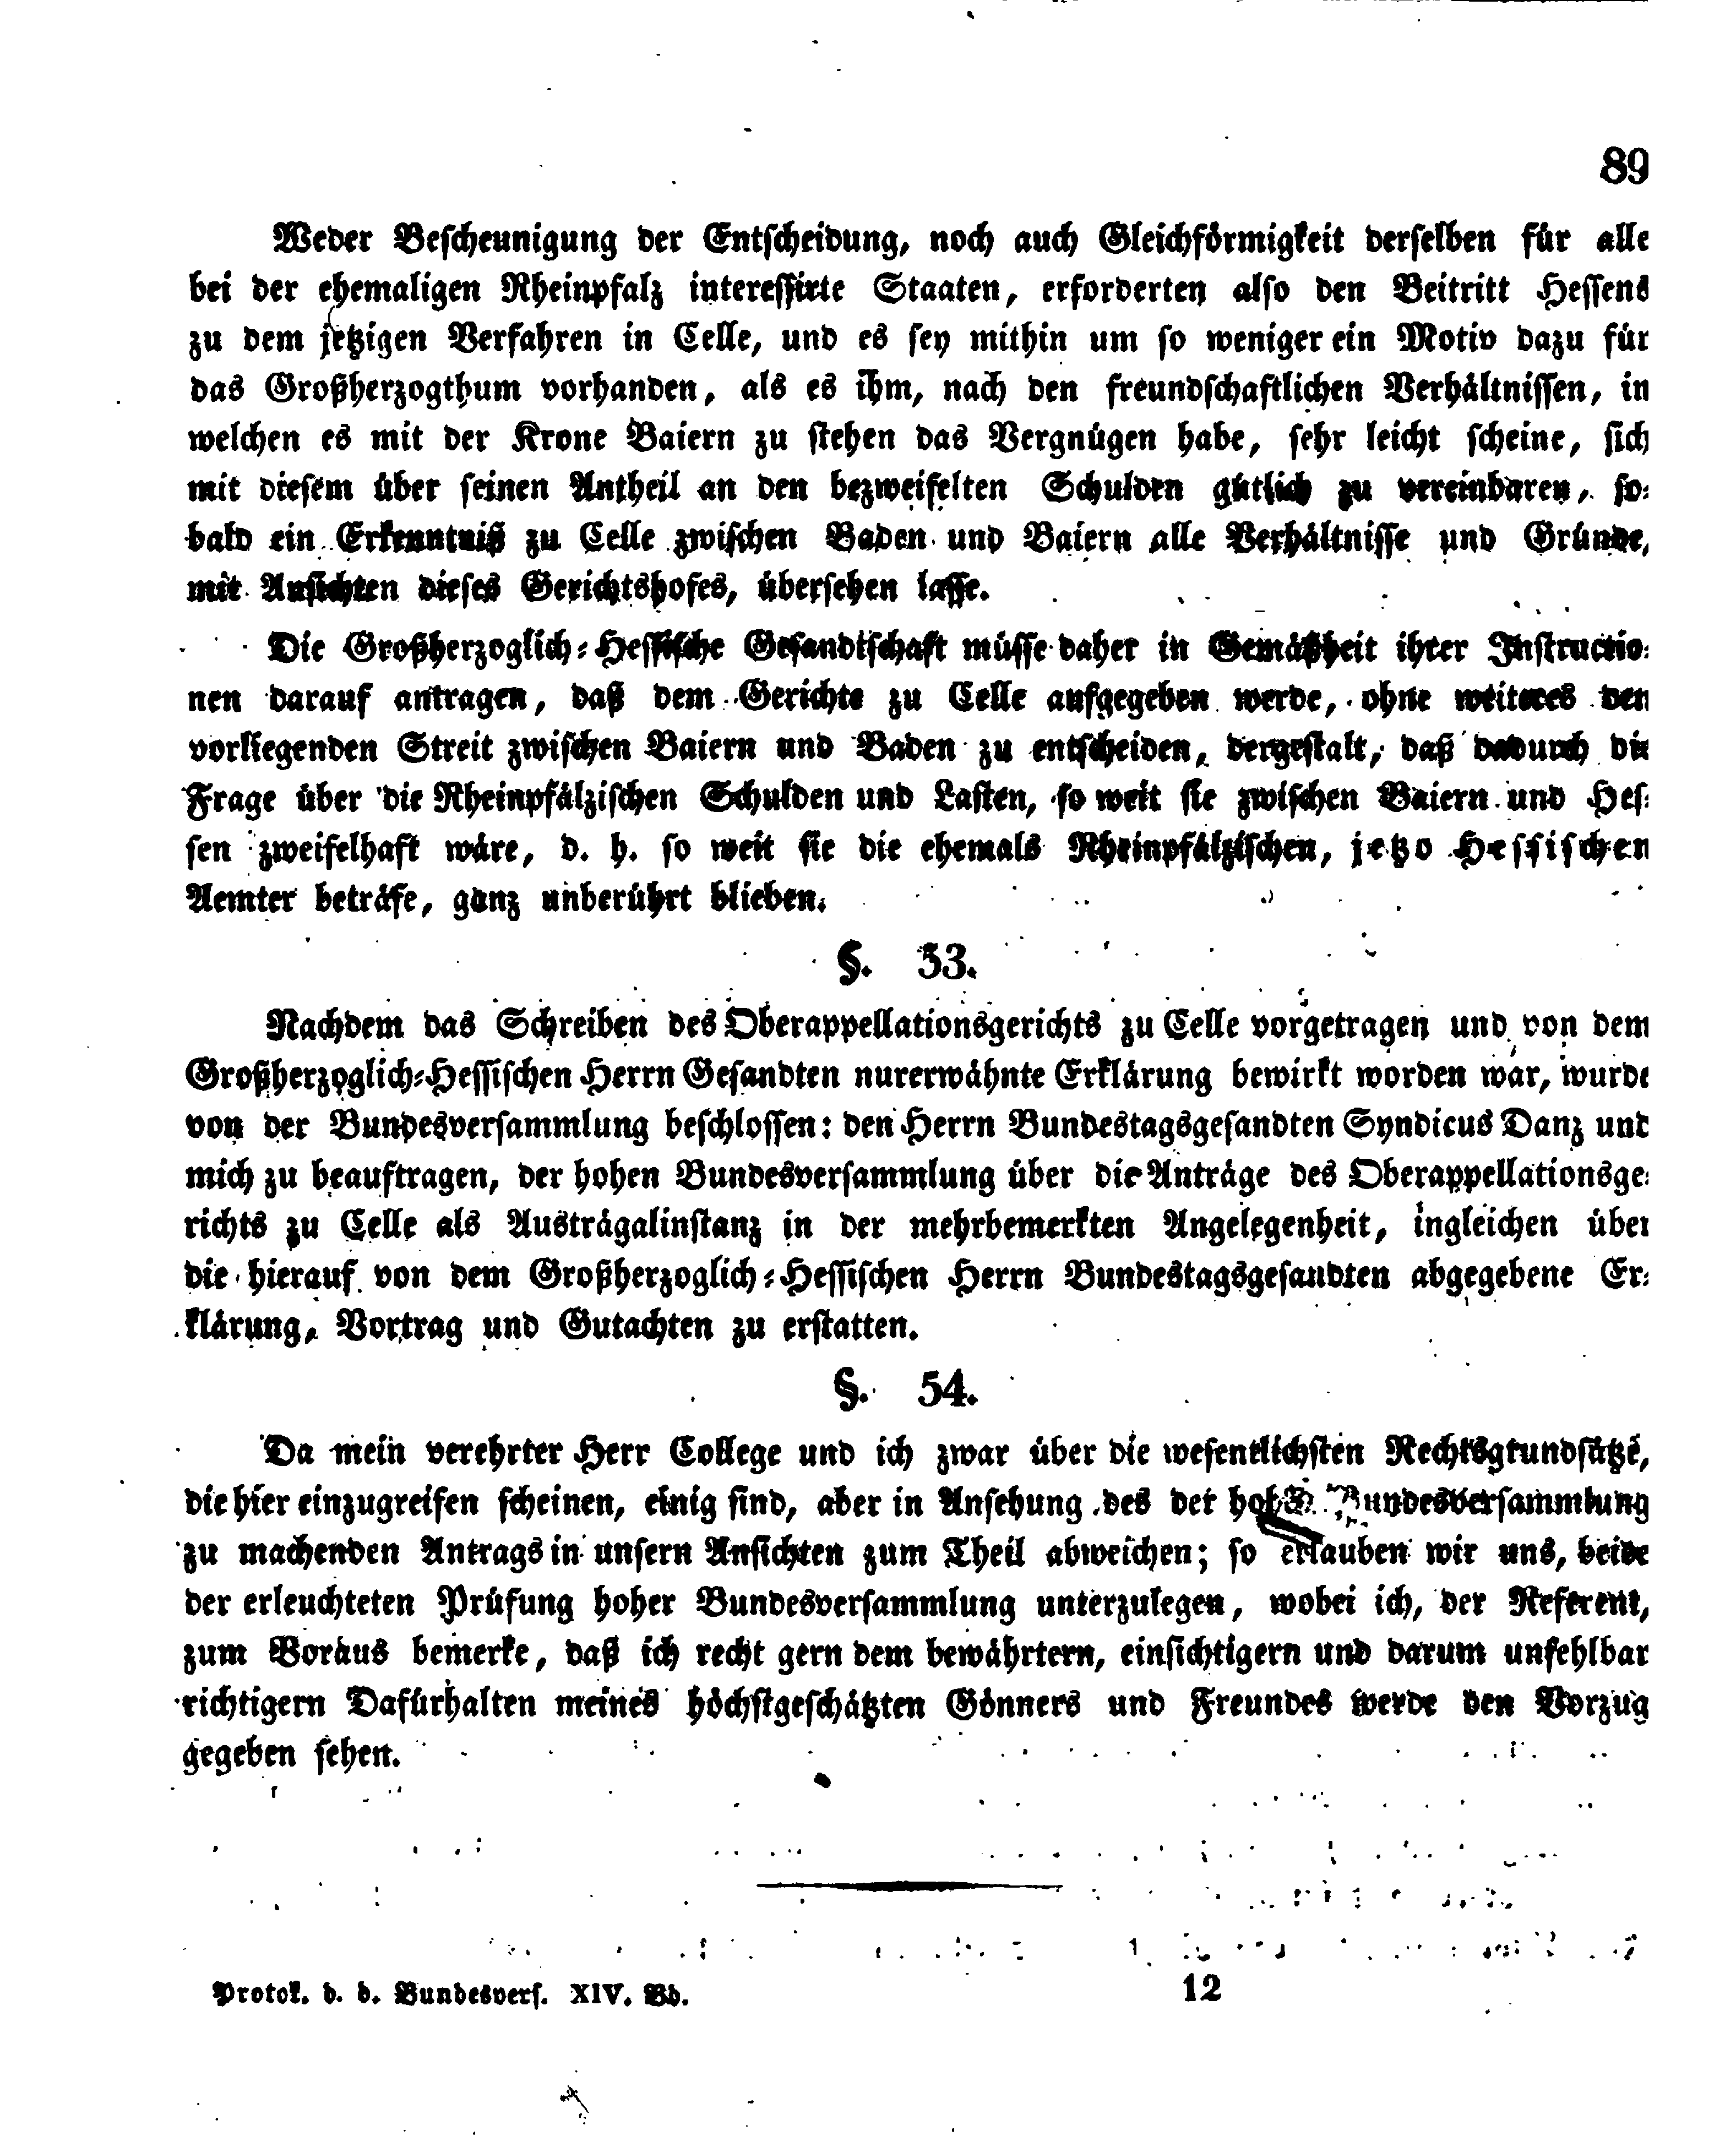 89
Weder Bescheunigung der Entscheidung, noch auch Gleichförmigkeit derselben für alle
bei der ehemaligen Rheinpfalz interessirte Staaten, erforderten also den Beitritt Hessens
zu dem jetzigen Verfahren in Celle, und es sey mithin um so weniger ein Motiv dazu für
das Großherzogthum vorhanden, als es ihm, nach den freundschaftlichen Verhältnissen, in
welchen es mit der Krone Baiern zu stehen das Vergnügen habe, sehr leicht scheine, sich
mit diesem über seinen Antheil an den bezweifelten Schulden gütlich zu vereinbaren, so-
bald ein Erkenntniß zu Celle zwischen Baden und Baiern alle Verhältnisse und Gründe,
mit Ansichten dieses Gerichtshofes, übersehen lasse.
Die Großherzoglich-Hessische Gesandtschaft müsse daher in Gemäßheit ihrer Instructio-
nen darauf antragen, daß dem Gerichte zu Celle aufgegeben werde, ohne weiteres den
vorliegenden Streit zwischen Baiern und Baden zu entscheiden, dergestalt, daß dadurch die
Frage über die Rheinpfälzischen Schulden und Lasten, so weit sie zwischen Baiern und Hes-
sen zweifelhaft wäre, d. h. so weit sie die ehemals Rheinpfälzischen, jetzo Hessischen
Aemter beträfe, ganz unberührt blieben.
§. 53.
Nachdem das Schreiben des Oberappellationsgerichts zu Celle vorgetragen und von dem
Großherzoglich-Hessischen Herrn Gesandten nurerwähnte Erklärung bewirkt worden war, wurde
von der Bundesversammlung beschlossen: den Herrn Bundestagsgesandten Syndicus Danz und
mich zu beauftragen, der hohen Bundesversammlung über die Anträge des Oberappellationsge-
richts zu Celle als Austrägalinstanz in der mehrbemerkten Angelegenheit, ingleichen über
die hierauf von dem Großherzoglich-Hessischen Herrn Bundestagsgesandten abgegebene Er-
klärung, Vortrag und Gutachten zu erstatten.
§. 54.
Da mein verehrter Herr College und ich zwar über die wesentlichsten Rechtsgrundsätze,
die hier einzugreifen scheinen, einig sind, aber in Ansehung des der hohen Bundesversammlung
zu machenden Antrags in unsern Ansichten zum Theil abweichen; so erlauben wir uns, beide
der erleuchteten Prüfung hoher Bundesversammlung unterzulegen, wobei ich, der Referent,
zum Voraus bemerke, daß ich recht gern dem bewährtern, einsichtigern und darum unfehlbar
richtigern Dafürhalten meines höchstgeschätzten Gönners und Freundes werde den Vorzug
gegeben sehen.
Protok. d. d. Bundesvers. XIV. Bd. 12